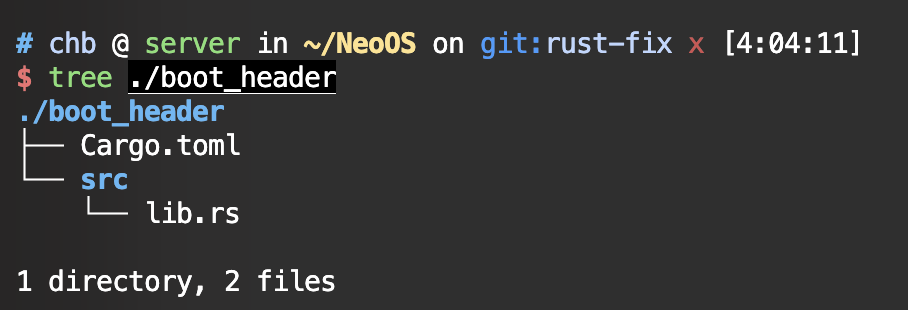 # chb @ server in ~/NeoOS on git:rust-fix x [4:04:11]
$ tree ./boot_header
./boot_header
├── Cargo.toml
└── src
    └── lib.rs
1 directory, 2 files